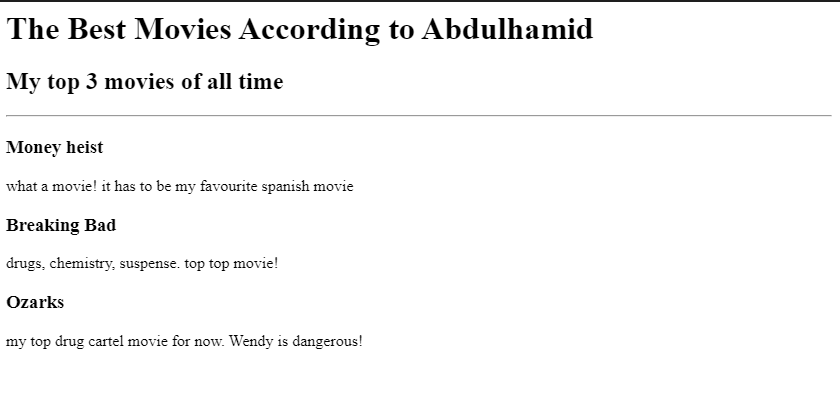 The Best Movies According to Abdulhamid
My top 3 movies of all time
Money heist
what a movie! it has to be my favourite spanish movie
Breaking Bad
drugs, chemistry, suspense. top top movie!
Ozarks
my top drug cartel movie for now. Wendy is dangerous!